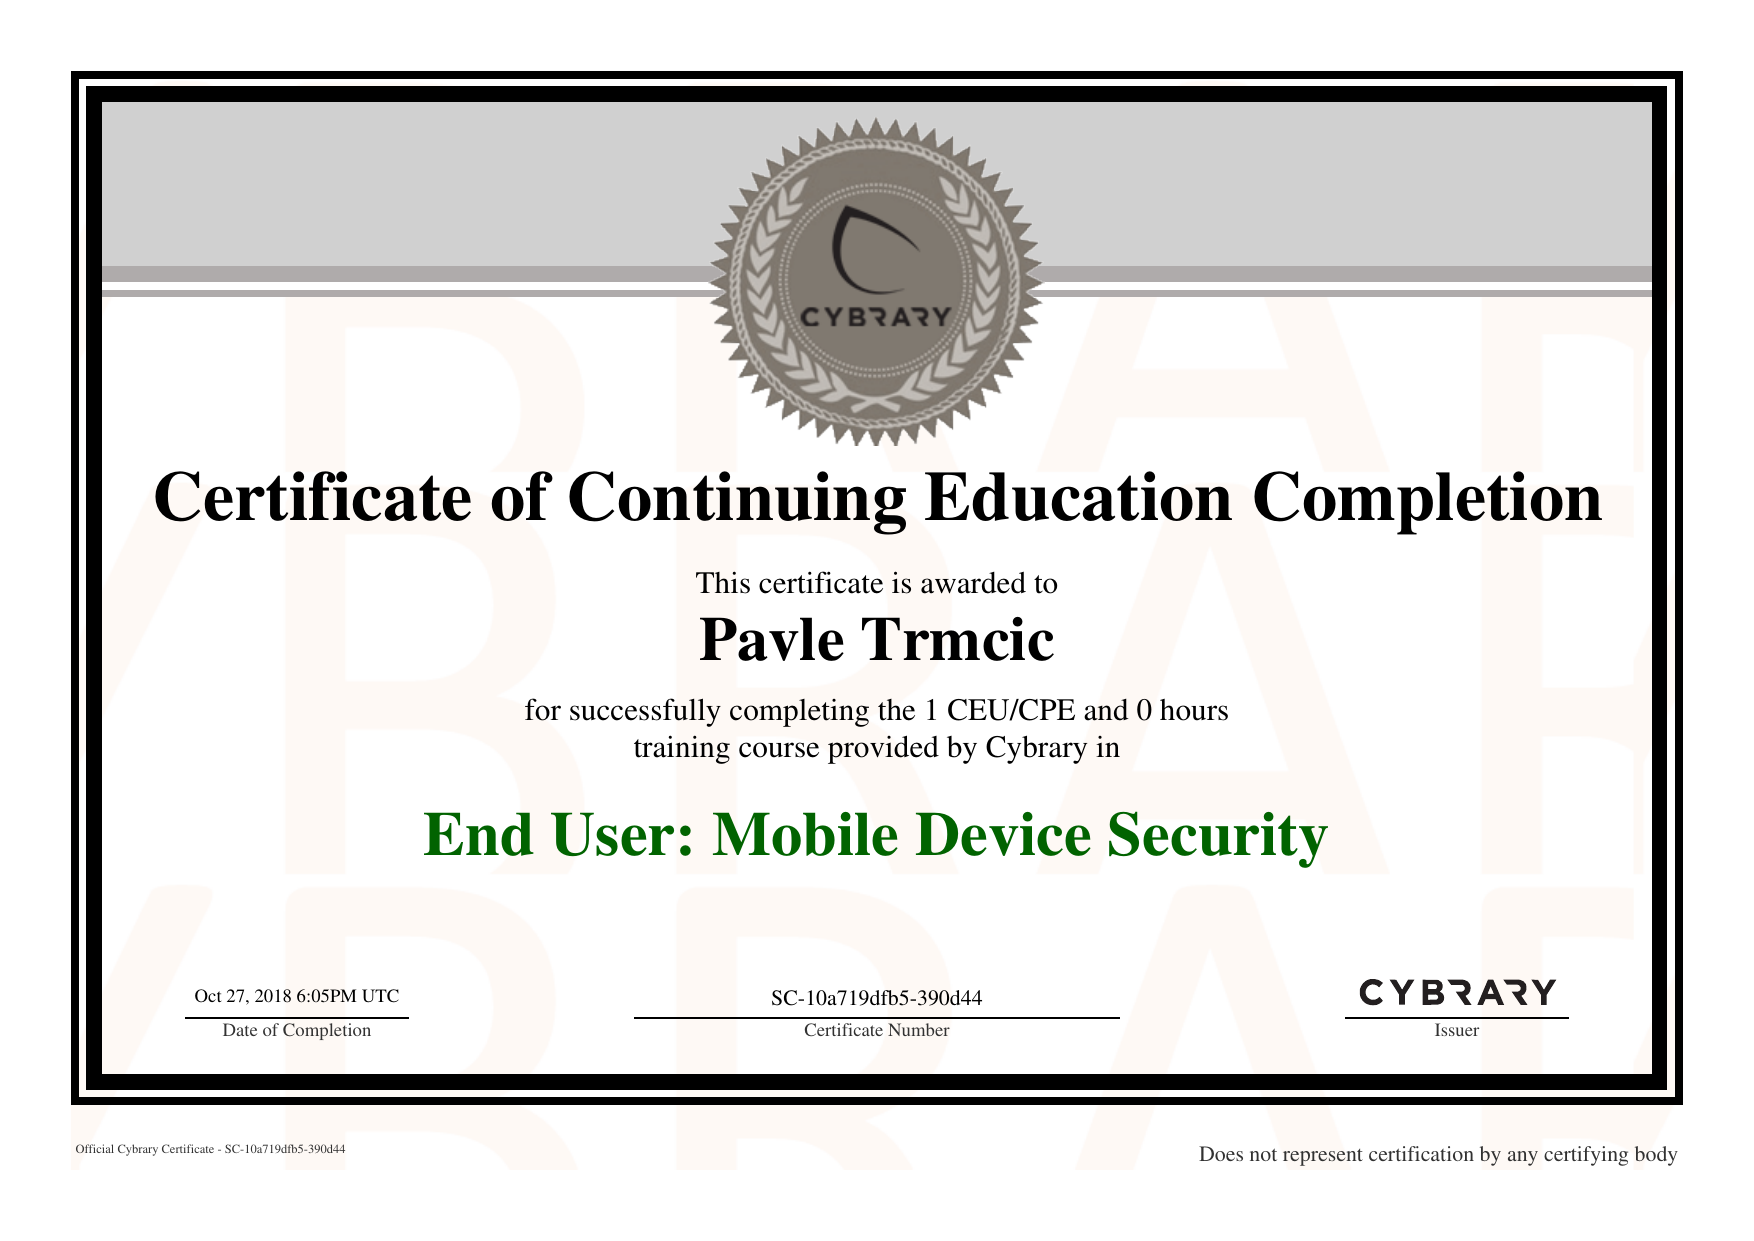 CYBRARY
Certificate of Continuing Education Completion
This certificate is awarded to
Pavle Trmcic
for successfully completing the 1 CEU/CPE and 0 hours
training course provided by Cybrary in
End User: Mobile Device Security
Oct 27, 2018 6:05PM UTC
Date of Completion
SC-10a719dfb5-390d44
Certificate Number
CYBRARY
Issuer
Official Cybrary Certificate - SC-10a719dfb5-390d44
Does not represent certification by any certifying body